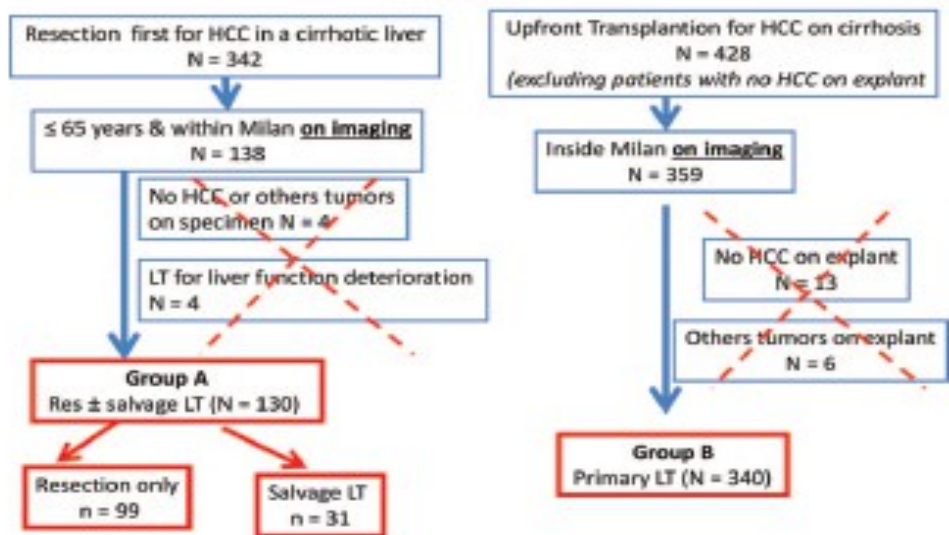 Resection first for HCC in a cirrhotic liver
N = 342
≤ 65 years & within Milan on imaging
N = 138
No HCC or others tumors
on specimen N = 4
LT for liver function deterioration
N = 4
Group A
Res ± salvage LT (N = 130)
Resection only
n = 99
Salvage LT
n = 31
Upfront Transplantion for HCC on cirrhosis
N = 428
(excluding patients with no HCC on explant
Inside Milan on imaging
N = 359
No HCC on explant
N = 13
Others tumors on explant
N = 6
Group B
Primary LT (N = 340)